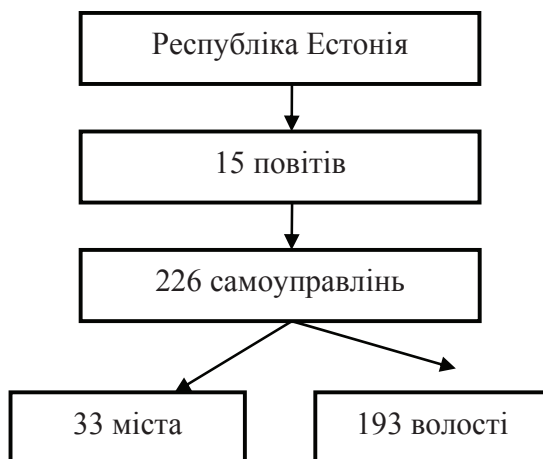 Республіка Естонія
15 повітів
226 самоуправлінь
33 міста
193 волості